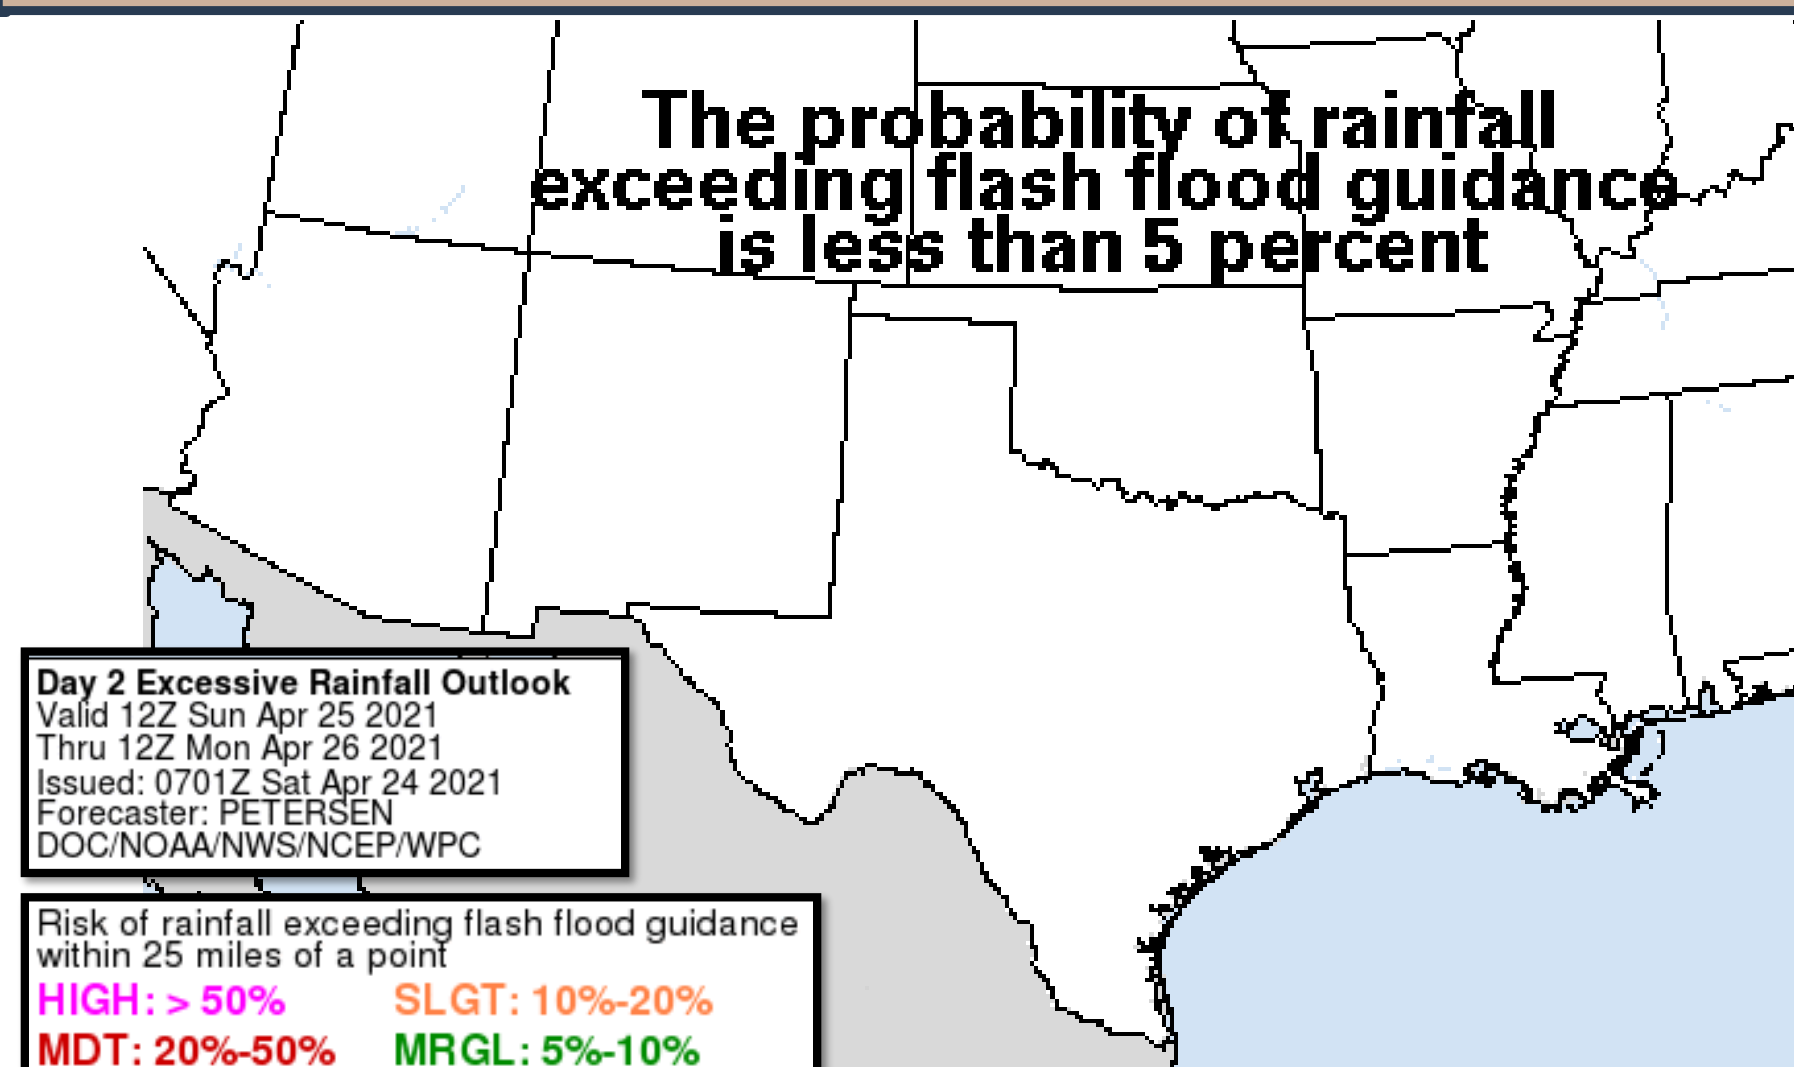 The probability of rainfall
exceeding flash flood guidance
is less than 5 percent
Day 2 Excessive Rainfall Outlook
Valid 12Z Sun Apr 25 2021
Thru 12Z Mon Apr 26 2021
Issued: 0701Z Sat Apr 24 2021
Forecaster: PETERSEN
DOC/NOAA/NWS/NCEP/WPC
Risk of rainfall exceeding flash flood guidance
within 25 miles of a point
HIGH: > 50% SLGT: 10%-20%
MDT: 20%-50% MRGL: 5%-10%